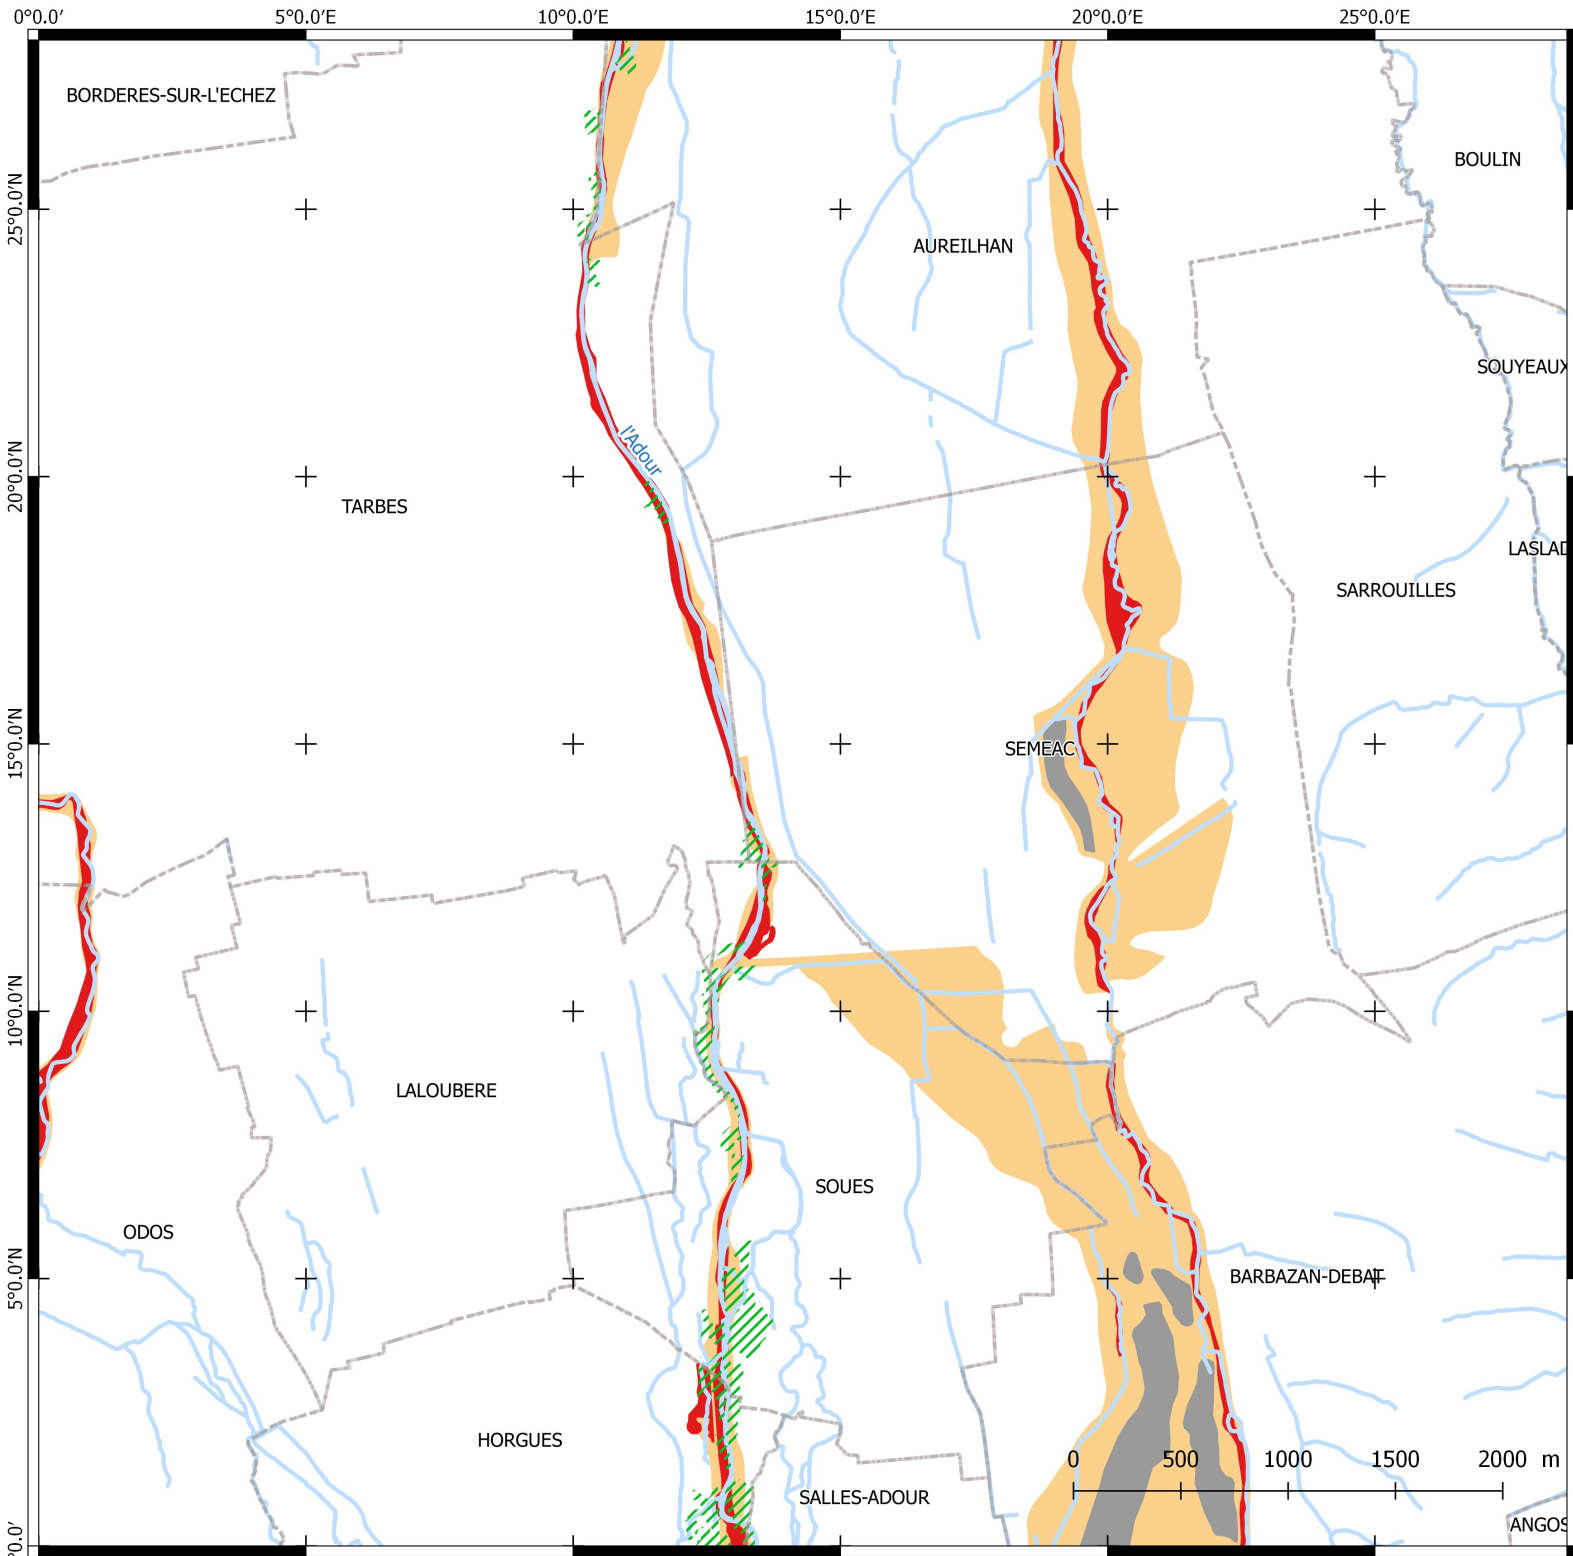 0°0.0′ 5°0.0′E 10°0.0′E 15°0.0′E 20°0.0′E 25°0.0′E
BORDERES-SUR-L'ECHEZ
BOULIN
25°0.0′N
AUREILHAN
SOUYEAUX
l'Adour
20°0.0′N
TARBES
LASLAD
SARROUILLES
15°0.0′N
SEMEAC
10°0.0′N
LALOUBERE
SOUES
ODOS
5°0.0′N
BARBAZAN-DEBAT
HORGUES
0 500 1000 1500 2000 m
SALLES-ADOUR
ANGOS
0°0.0′